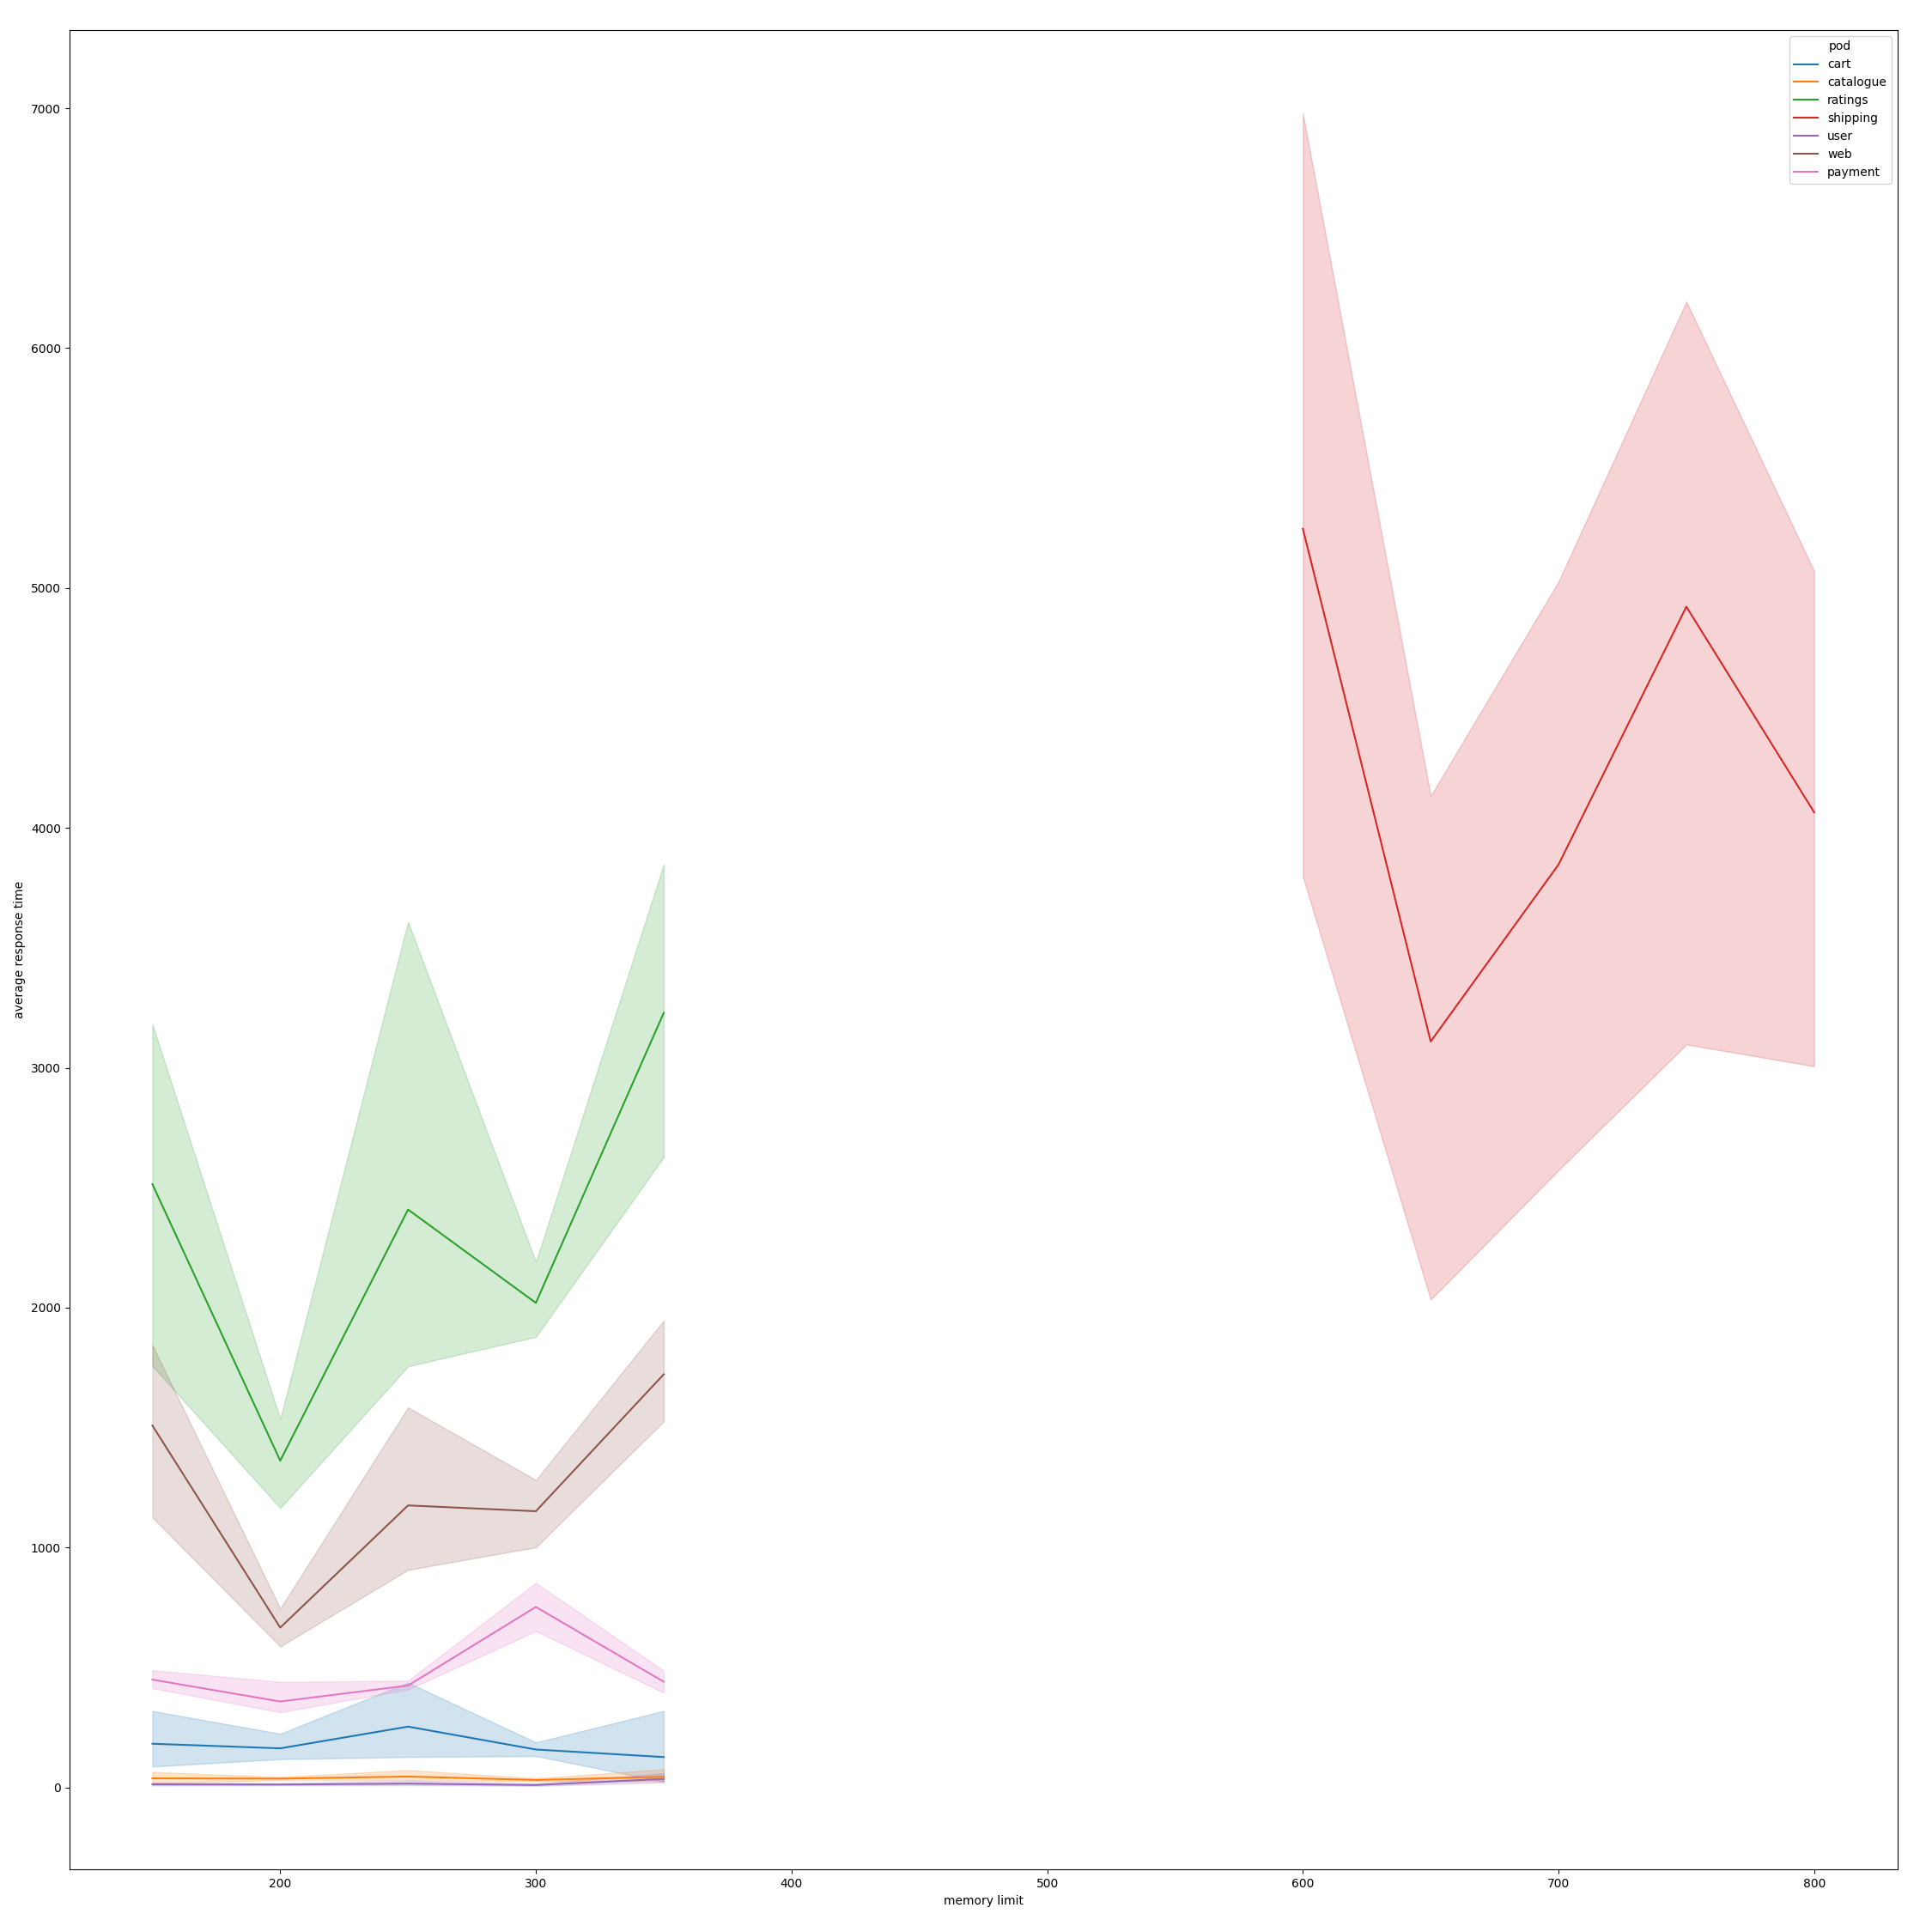 pod
cart
catalogue
ratings
shipping
user
web
payment
7000
6000
5000
4000
3000
2000
1000
0
average response time
200 300 400 500 600 700 800
memory limit